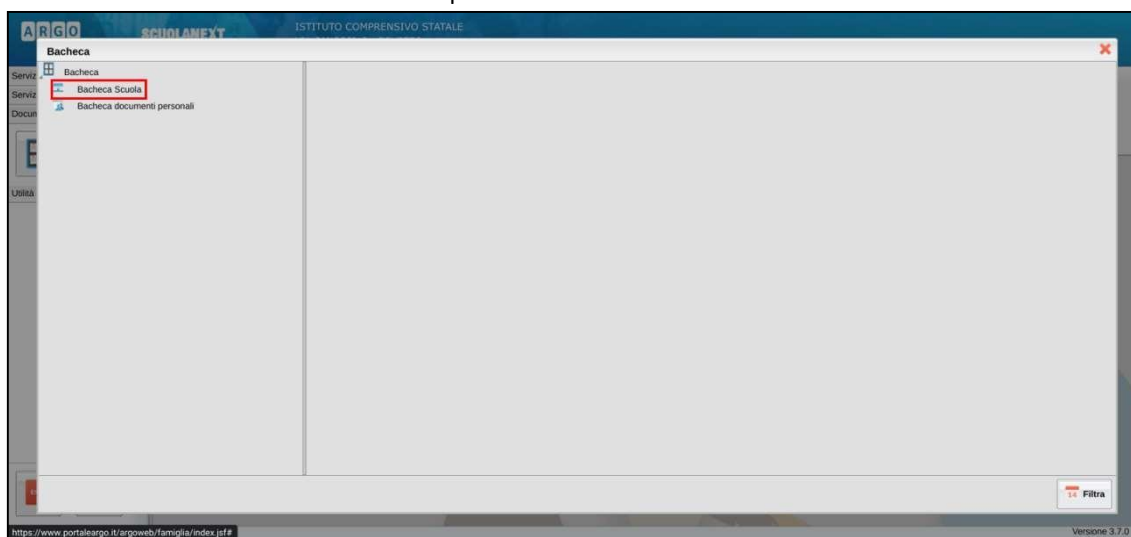 ARGO
SCUOLANEXT
ISTITUTO COMPRENSIVO STATALE
Bacheca
Serviz
Serviz
Docum
Utilità
Bacheca
Bacheca Scuola
Bacheca documenti personali
14 Filtra
https://www.portaleargo.it/argoweb/famiglia/index.jsf#
Versione 3.7.0